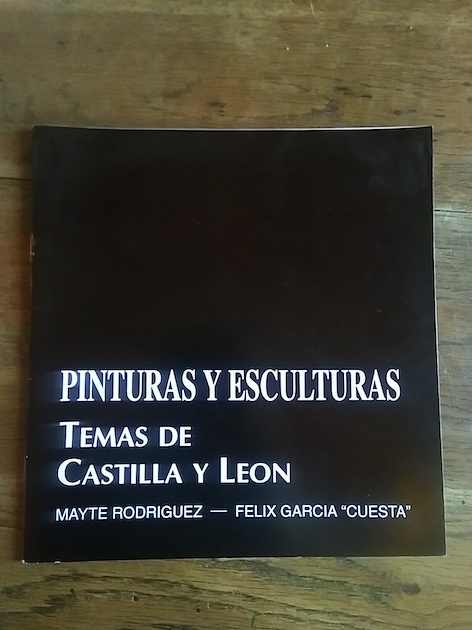 PINTURAS Y ESCULTURAS
TEMAS DE
CASTILLA Y LEON
MAYTE RODRIGUEZ — FELIX GARCIA “CUESTA”